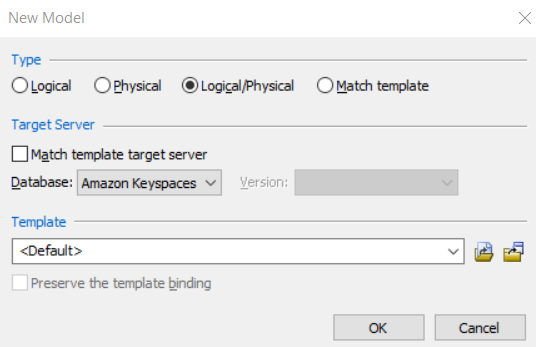 New Model
Type
Logical Physical Logical/Physical Match template
Target Server
Match template target server
Database: Amazon Keyspaces Version:
Template
<Default>
Preserve the template binding
OK Cancel